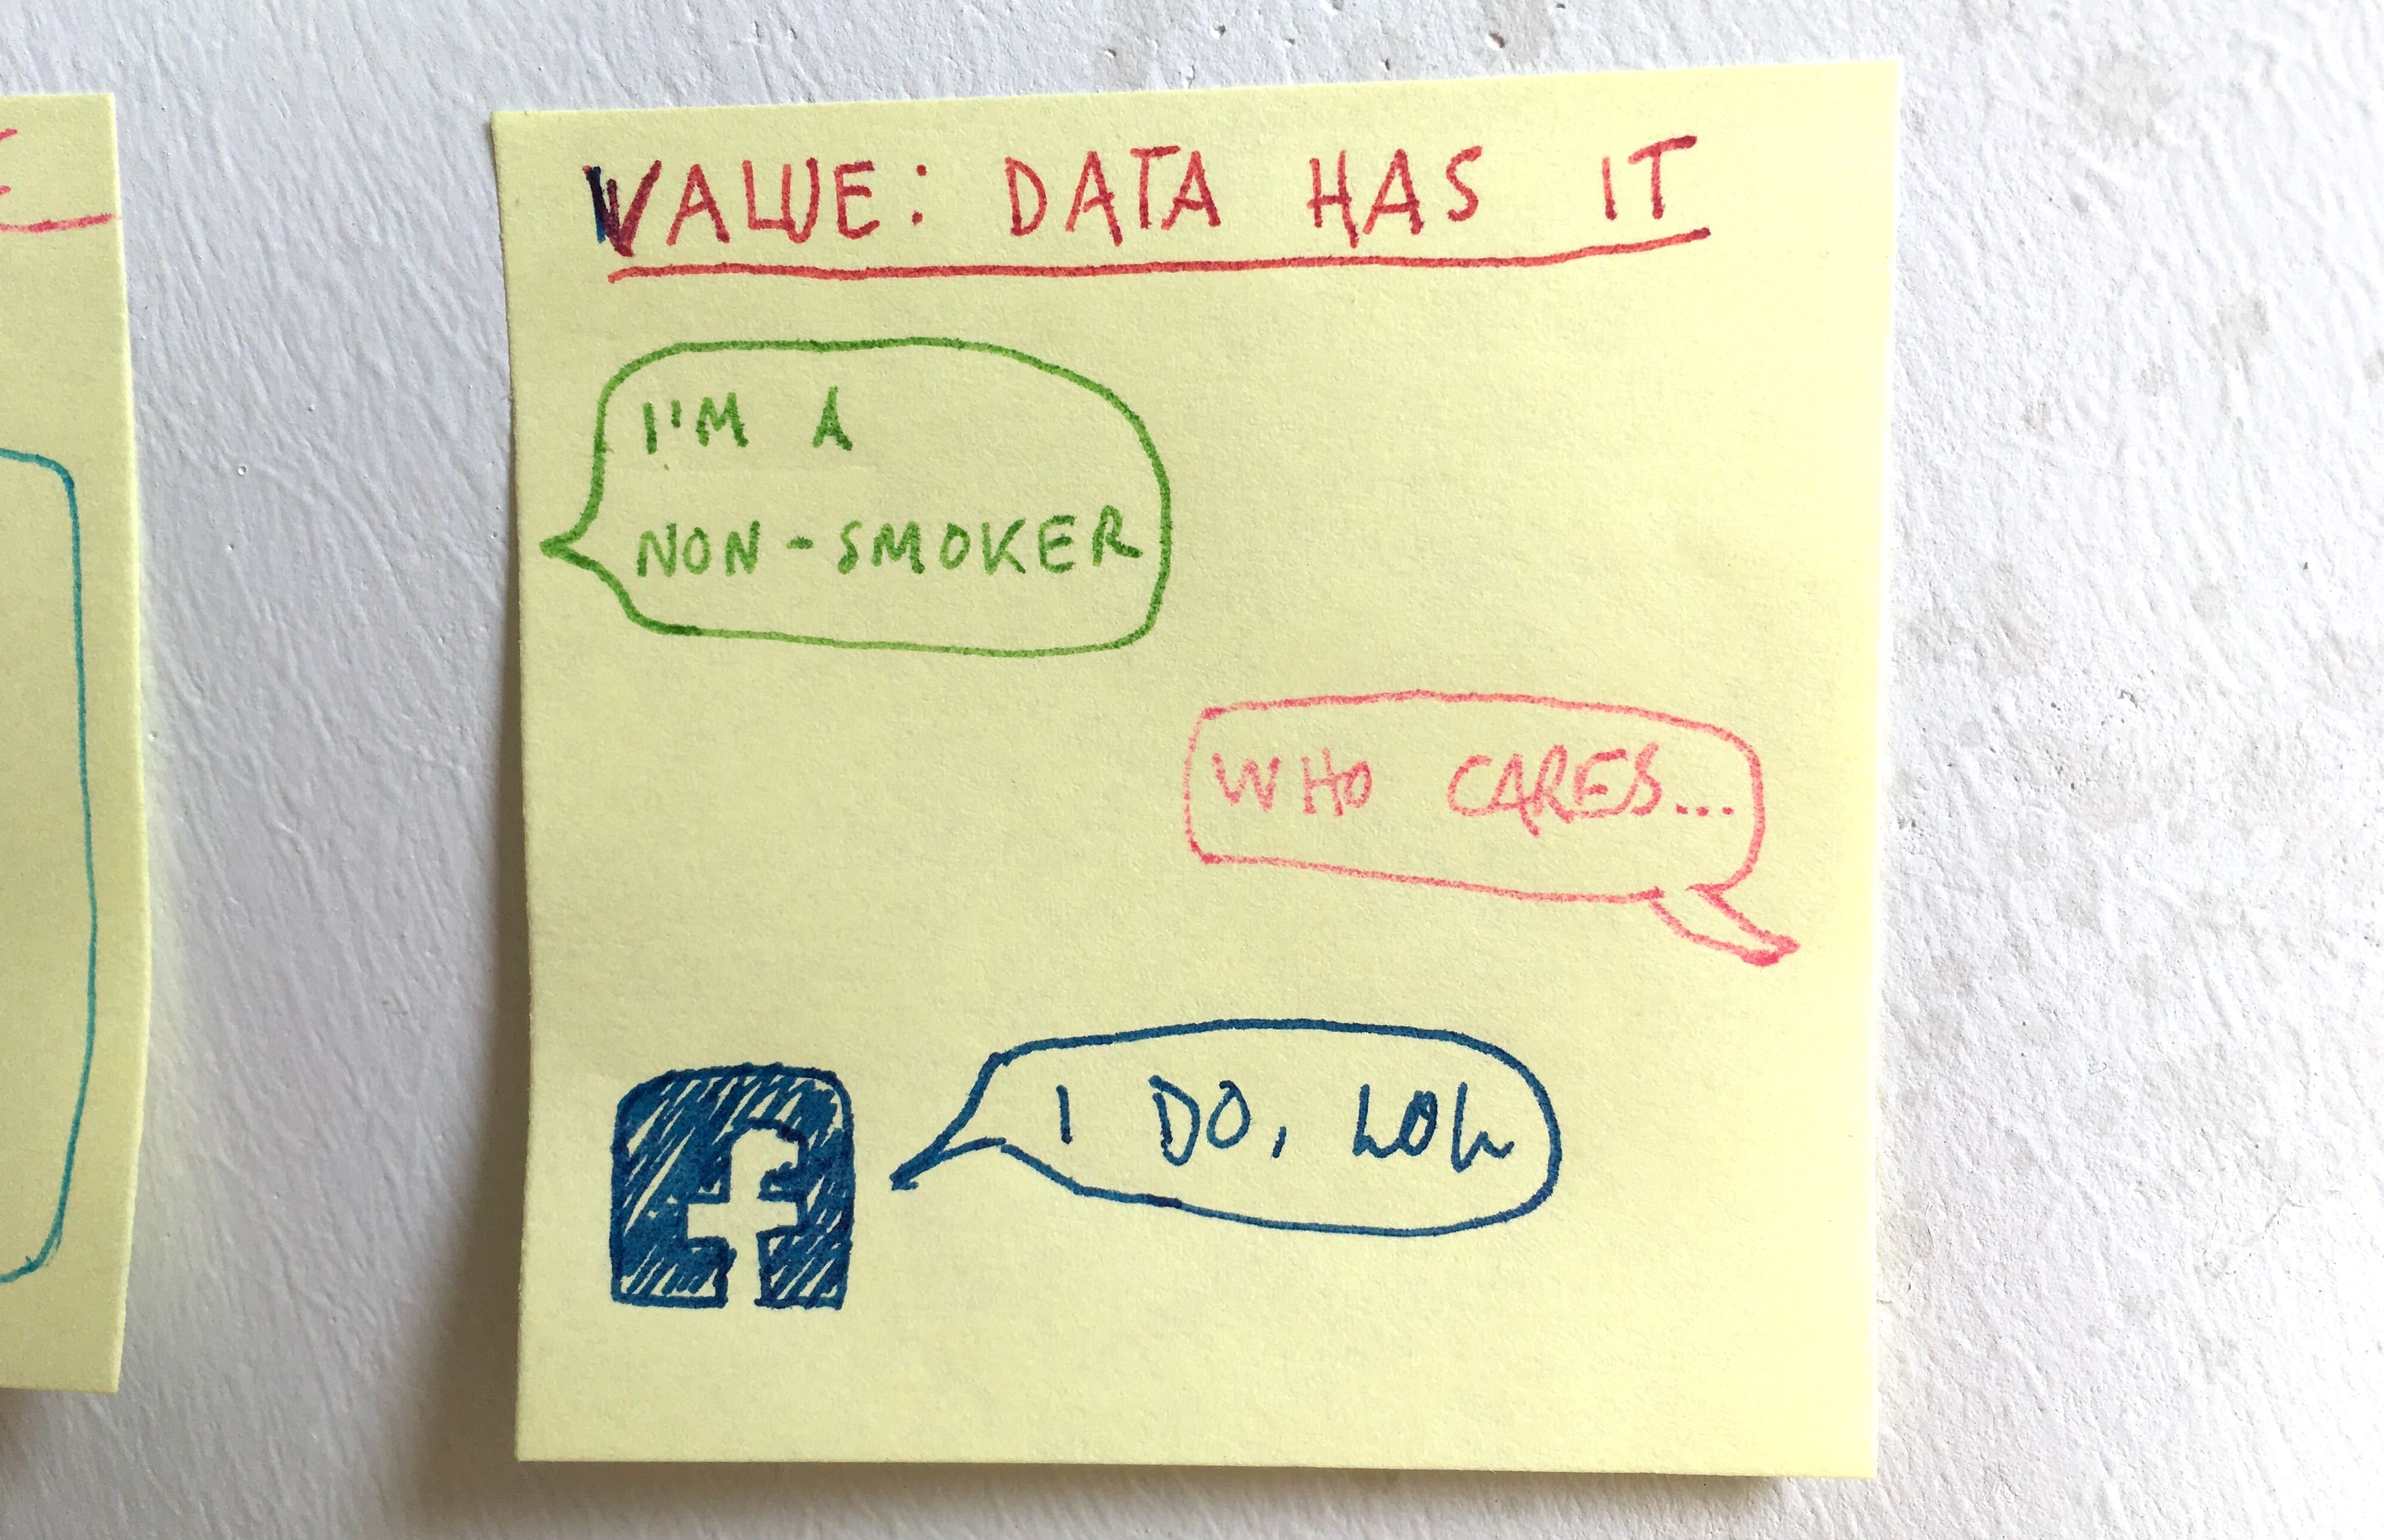 VALUE: DATA HAS IT
I'M A
NON-SMOKER
WHO CARES...
f
I DO, LOL